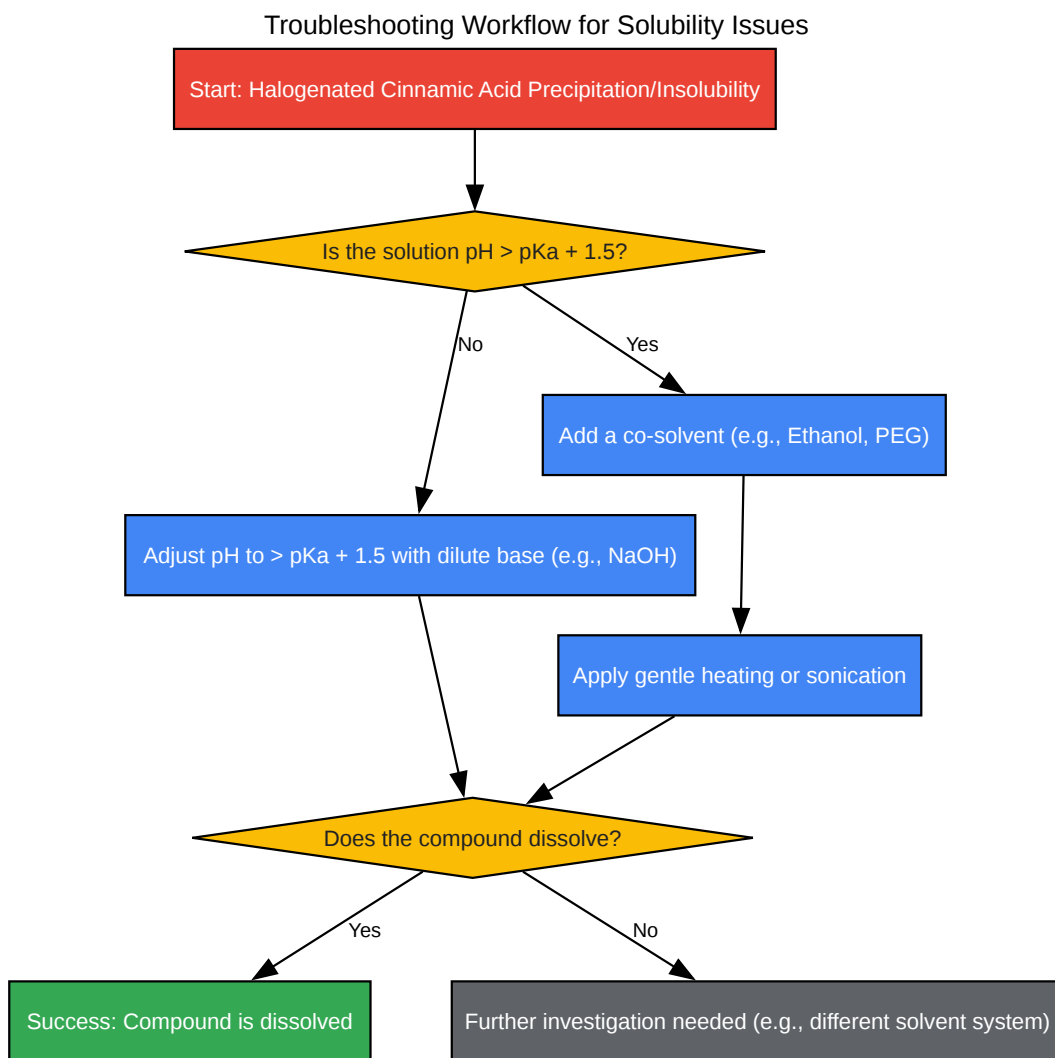 Troubleshooting Workflow for Solubility Issues
Start: Halogenated Cinnamic Acid Precipitation/Insolubility
Is the solution pH > pKa + 1.5?
No
Yes
Add a co-solvent (e.g., Ethanol, PEG)
Adjust pH to > pKa + 1.5 with dilute base (e.g., NaOH)
Apply gentle heating or sonication
Does the compound dissolve?
Yes
No
Success: Compound is dissolved
Further investigation needed (e.g., different solvent system)